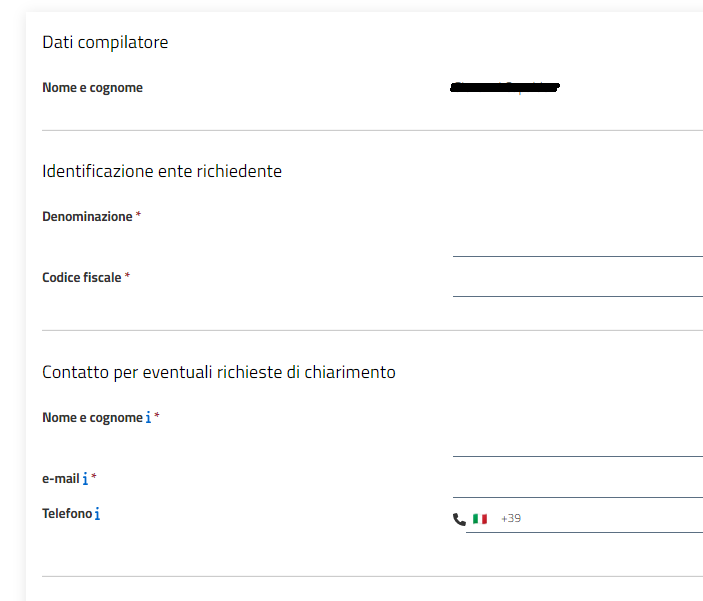 Dati compilatore
Nome e cognome
Identificazione ente richiedente
Denominazione *
Codice fiscale *
Contatto per eventuali richieste di chiarimento
Nome e cognome i *
e-mail i *
Telefono i
+39